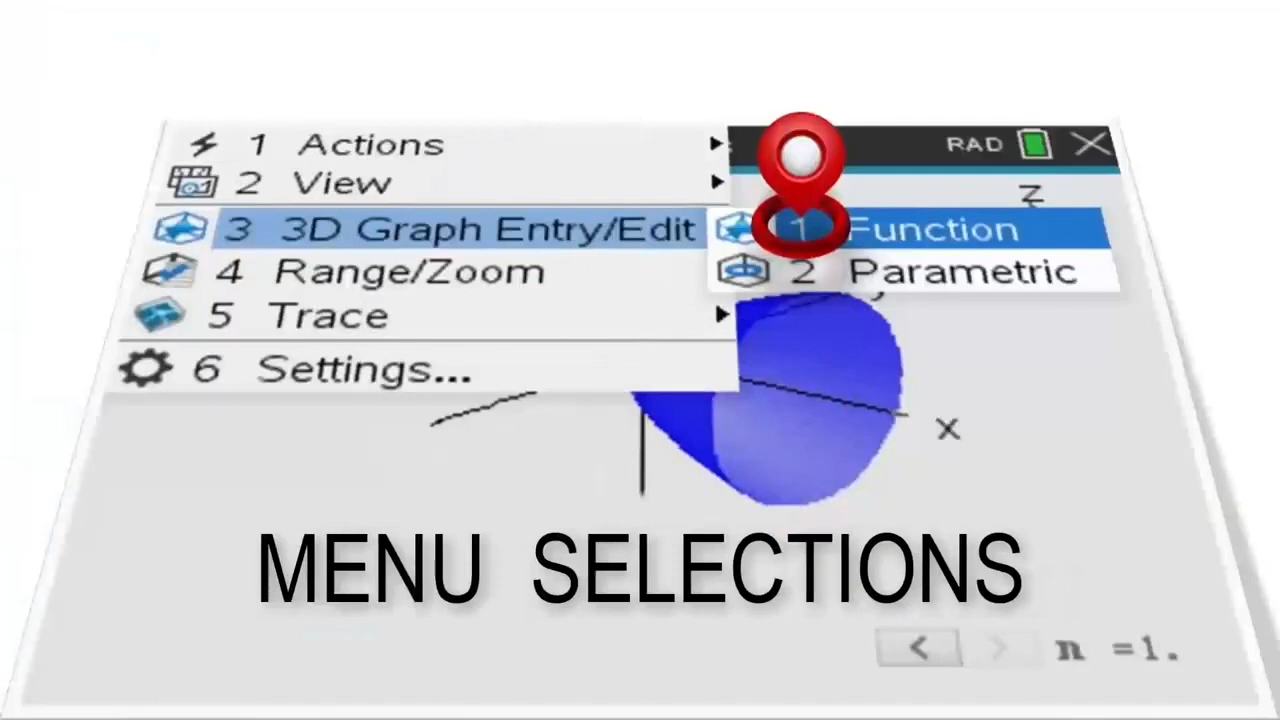 1 Actions
2 View
3 3D Graph Entry/Edit
4 Range/Zoom
5 Trace
6 Settings...
RAD
z
1 Function
2 Parametric
x
MENU SELECTIONS
< > n =1.